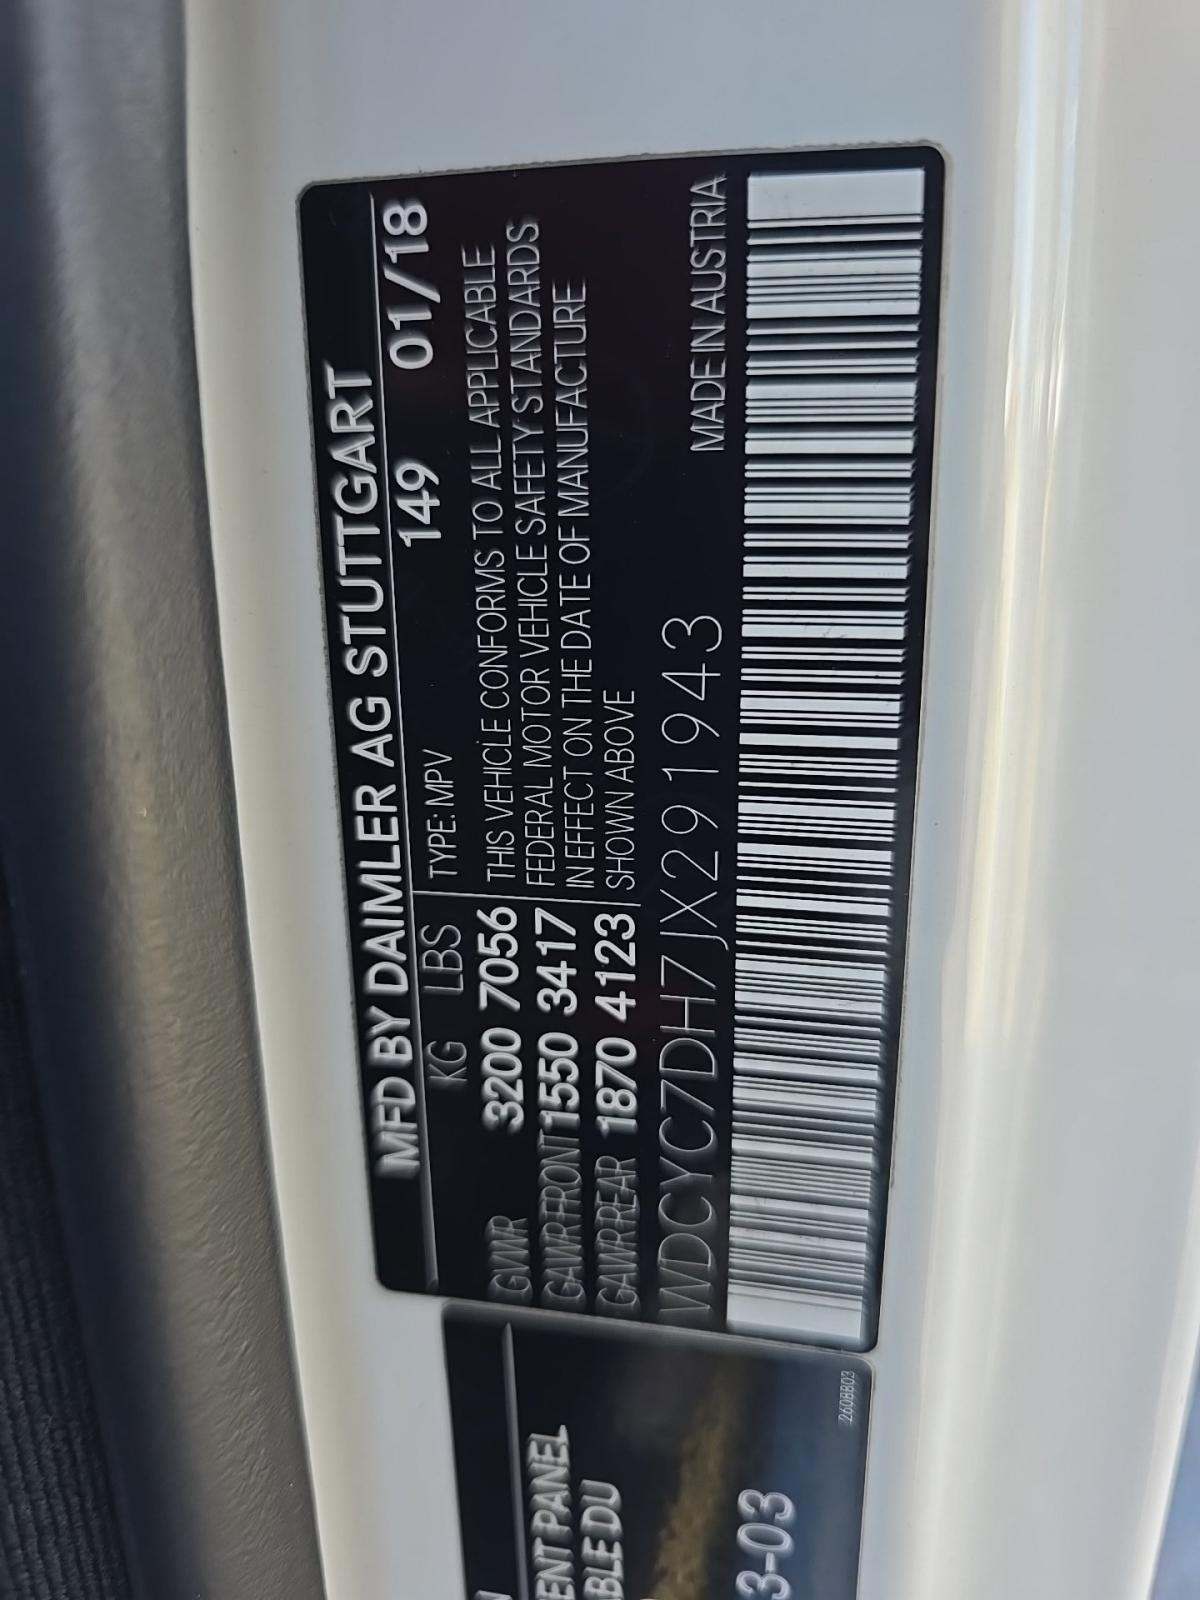 MFD BY DAIMLER AG STUTTGART
KG LBS TYPE: MPV 149 01/18
GVWR 3200 7056 THIS VEHICLE CONFORMS TO ALL APPLICABLE
FEDERAL MOTOR VEHICLE SAFETY STANDARDS
GAWR FRONT 1550 3417 IN EFFECT ON THE DATE OF MANUFACTURE
GAWR REAR 1870 4123 SHOWN ABOVE
WDCYC7DH7JX291943 MADE IN AUSTRIA
ENT PANEL
ABLE DU
3-03
2608B03